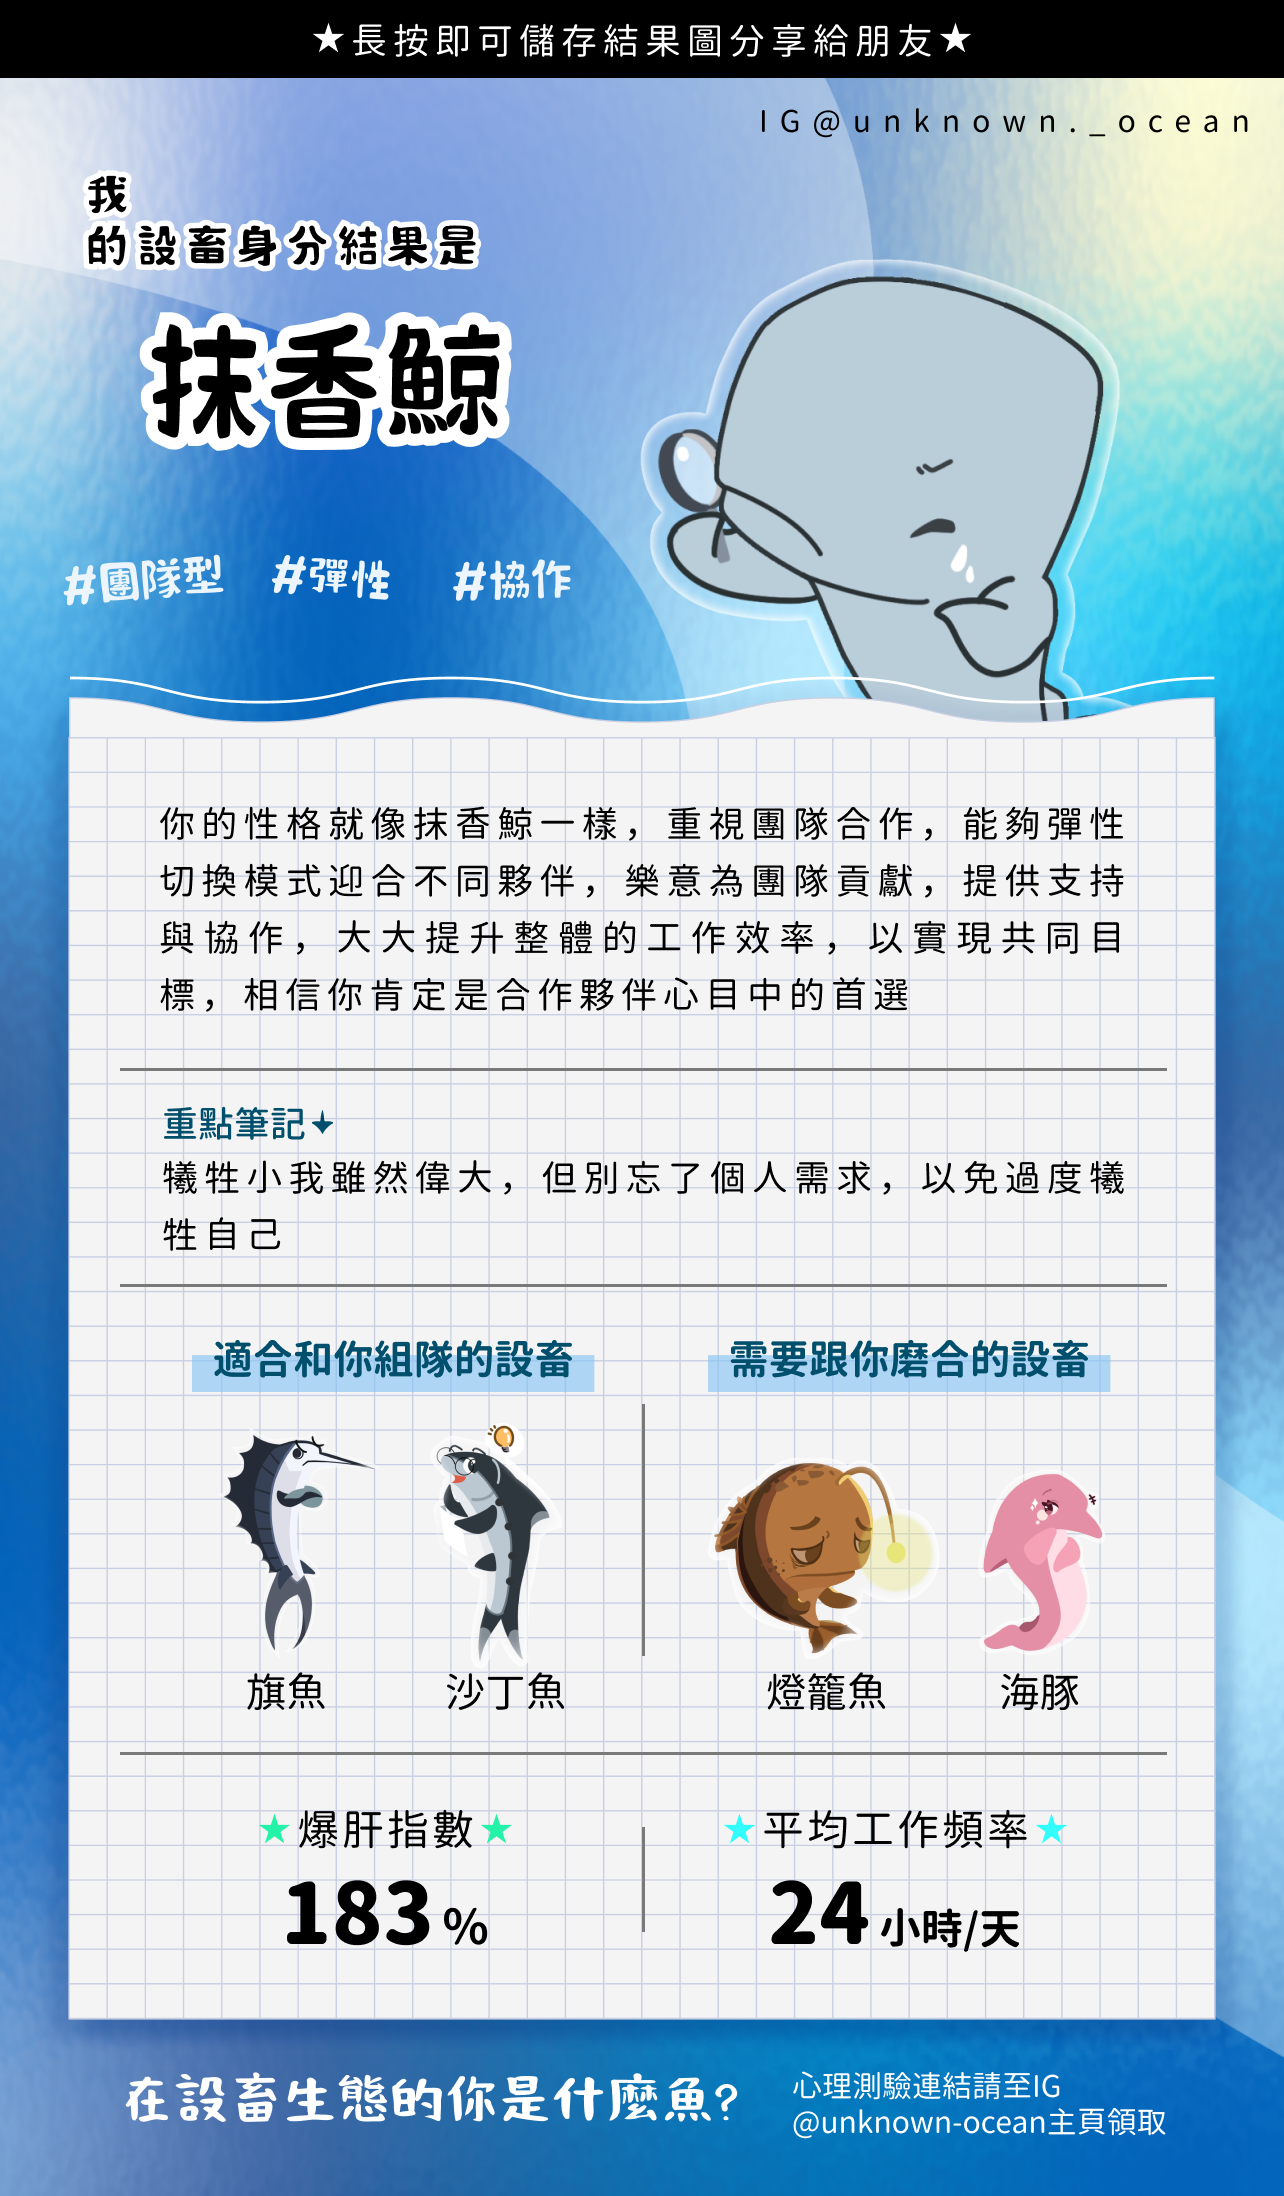 ★長按即可儲存結果圖分享給朋友★
IG@unknown._ocean
我
的設畜身分結果是
抹香鯨
#團隊型 #彈性 #協作
你的性格就像抹香鯨一樣，重視團隊合作，能夠彈性
切換模式迎合不同夥伴，樂意為團隊貢獻，提供支持
與協作，大大提升整體的工作效率，以實現共同目
標，相信你肯定是合作夥伴心目中的首選
重點筆記✦
犧牲小我雖然偉大，但別忘了個人需求，以免過度犧
牲自己
適合和你組隊的設畜 需要跟你磨合的設畜
旗魚 沙丁魚 燈籠魚 海豚
★爆肝指數★ ★平均工作頻率★
183% 24小時/天
在設畜生態的你是什麼魚?
心理測驗連結請至IG
@unknown-ocean主頁領取